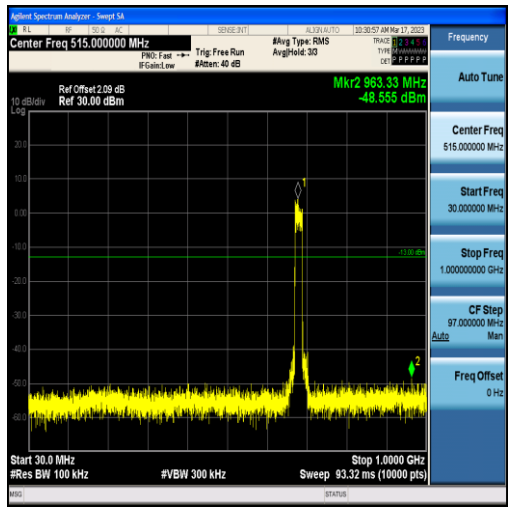 Agilent Spectrum Analyzer - Swept SA
RL RF 50 Ω AC SENSE:INT ALIGN AUTO 10:30:57 AM Mar 17, 2023
Center Freq 515.000000 MHz #Avg Type: RMS TRACE 1 2 3 4 5 6
PNO: Fast Trig: Free Run Avg|Hold: 3/3 TYPE
IFGain:Low #Atten: 40 dB DET P P P P P P
Mkr2 963.33 MHz
Ref Offset 2.09 dB
10 dB/div Ref 30.00 dBm -48.555 dBm
Log
20.0
10.0
1
0.00
-10.0
-13.00 dBm
-20.0
-30.0
-40.0
2
-50.0
-60.0
Start 30.0 MHz Stop 1.0000 GHz
#Res BW 100 kHz #VBW 300 kHz Sweep 93.32 ms (10000 pts)
MSG STATUS
Frequency
Auto Tune
Center Freq
515.000000 MHz
Start Freq
30.000000 MHz
Stop Freq
1.000000000 GHz
CF Step
97.000000 MHz
Auto Man
Freq Offset
0 Hz